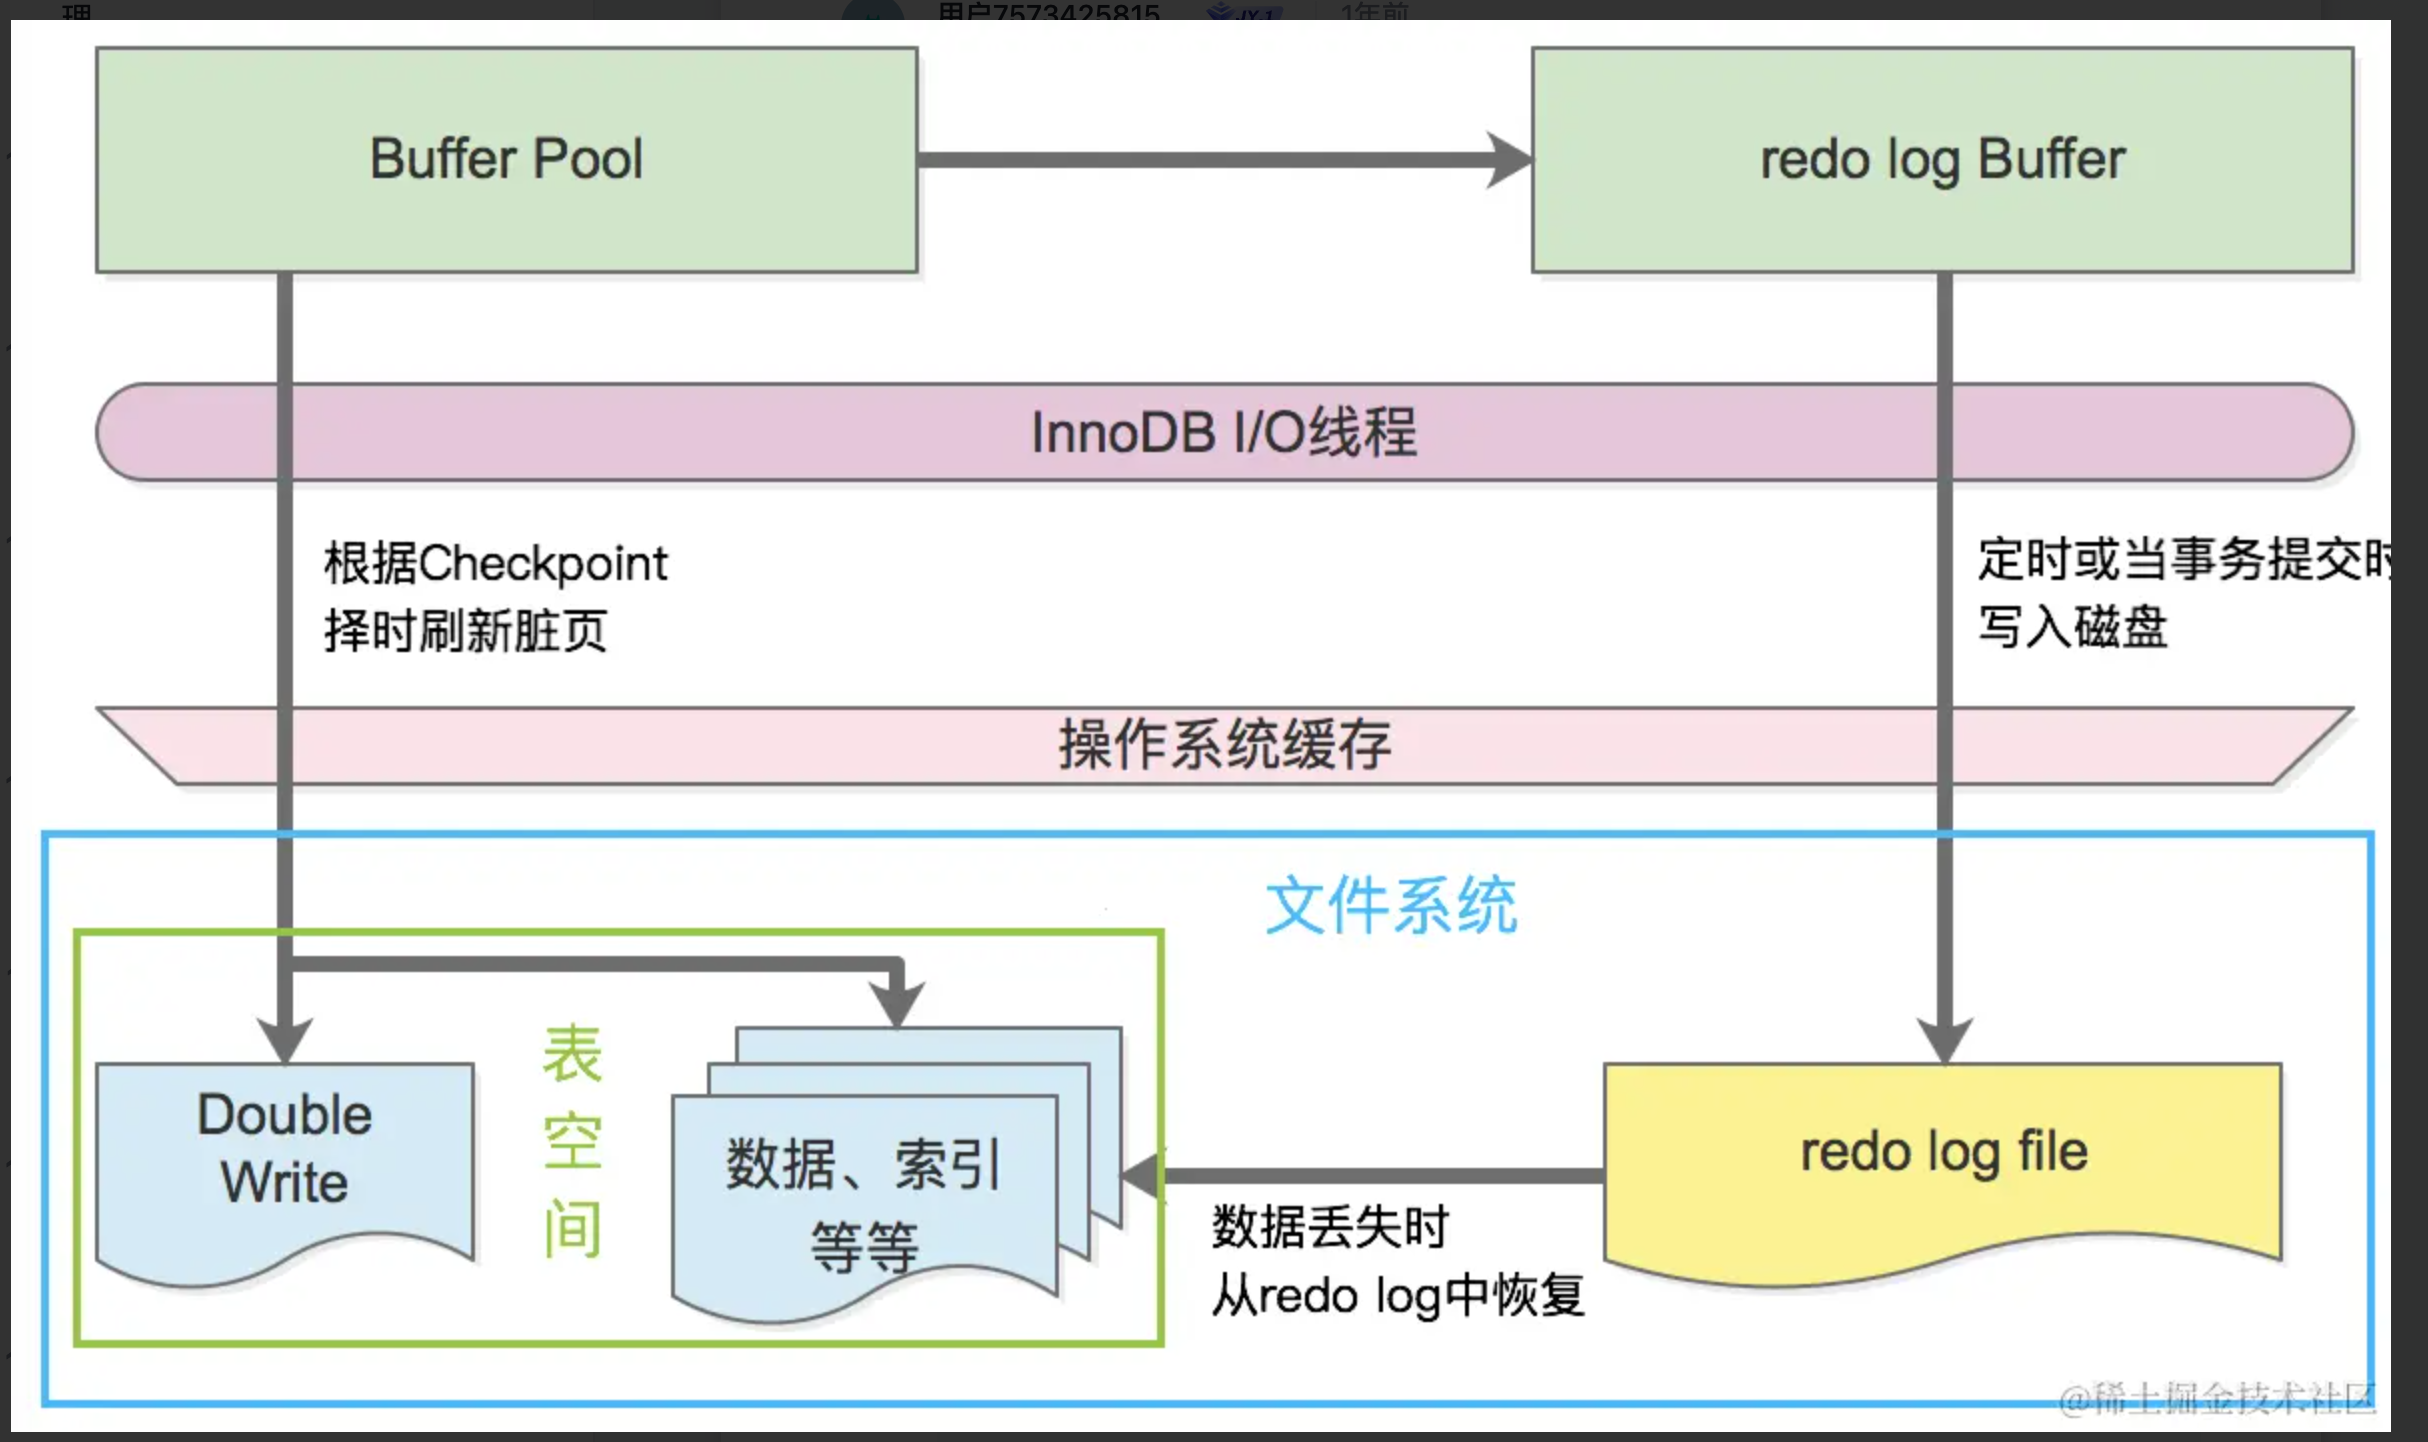 理
用户7573425815
JY.1
1年前
Buffer Pool
redo log Buffer
InnoDB I/O线程
根据Checkpoint
择时刷新脏页
定时或当事务提交时
写入磁盘
操作系统缓存
文件系统
Double
Write
表
空
间
数据、索引
等等
数据丢失时
从redo log中恢复
redo log file
@稀土掘金技术社区